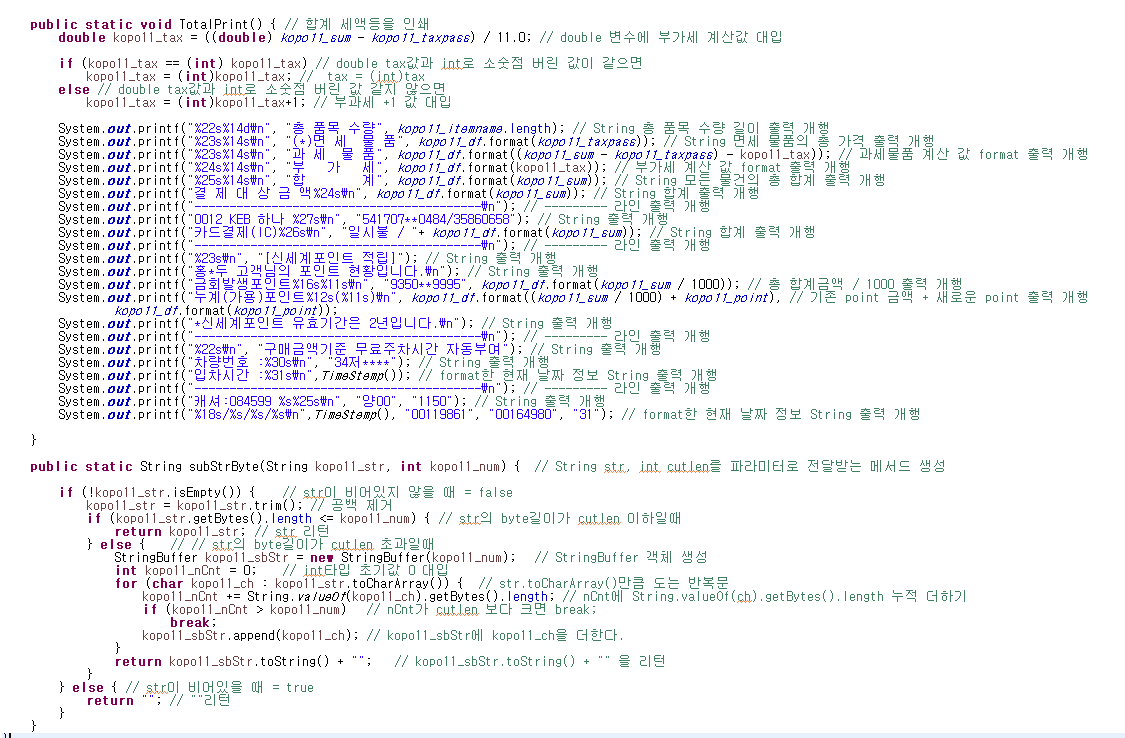 public static void TotalPrint() { // 합계 세액등을 인쇄
double kopo11_tax = ((double) kopo11_sum - kopo11_taxpass) / 11.0; // double 변수에 부가세 계산값 대입
if (kopo11_tax == (int) kopo11_tax) // double tax값과 int로 소숫점 버린 값이 같으면
kopo11_tax = (int)kopo11_tax; //  tax = (int)tax
else // double tax값과 int로 소숫점 버린 값 같지 않으면
kopo11_tax = (int)kopo11_tax+1; // 부과세 +1 값 대입
System.out.printf("%22s%14d\n", "총 품목 수량", kopo11_itemname.length); // String 총 품목 수량 길이 출력 개행
System.out.printf("%23s%14s\n", "(*)면 세  물 품", kopo11_df.format(kopo11_taxpass)); // String 면세 물품의 총 가격 출력 개행
System.out.printf("%23s%14s\n", "과 세  물 품", kopo11_df.format((kopo11_sum - kopo11_taxpass) - kopo11_tax)); // 과세물품 계산 값 format 출력 개행
System.out.printf("%24s%14s\n", "부   가   세", kopo11_df.format(kopo11_tax)); // 부가세 계산 값 format 출력 개행
System.out.printf("%25s%14s\n", "합        계", kopo11_df.format(kopo11_sum)); // String 모든 물건의 총 합계 출력 개행
System.out.printf("결 제 대 상 금 액%24s\n", kopo11_df.format(kopo11_sum)); // String 합계 출력 개행
System.out.printf("-----------------------------------------\n"); // --------- 라인 출력 개행
System.out.printf("0012 KEB 하나 %27s\n", "541707**0484/35860658"); // String 출력 개행
System.out.printf("카드결제(IC)%26s\n", "일시불 / "+ kopo11_df.format(kopo11_sum)); // String 합계 출력 개행
System.out.printf("-----------------------------------------\n"); // --------- 라인 출력 개행
System.out.printf("%23s\n", "[신세계포인트 적립]"); // String 출력 개행
System.out.printf("홍*두 고객님의 포인트 현황입니다.\n"); // String 출력 개행
System.out.printf("금회발생포인트%16s%11s\n", "9350**9995", kopo11_df.format(kopo11_sum / 1000)); // 총 합계금액 / 1000 출력 개행
System.out.printf("누계(가용)포인트%12s(%11s)\n", kopo11_df.format((kopo11_sum / 1000) + kopo11_point), // 기존 point 금액 + 새로운 point 출력 개행
kopo11_df.format(kopo11_point));
System.out.printf("*신세계포인트 유효기간은 2년입니다.\n"); // String 출력 개행
System.out.printf("-----------------------------------------\n"); // --------- 라인 출력 개행
System.out.printf("%22s\n", "구매금액기준 무료주차시간 자동부여"); // String 출력 개행
System.out.printf("차량번호 :%30s\n", "34저****"); // String 출력 개행
System.out.printf("입차시간 :%31s\n",TimeStemp()); // format한 현재 날짜 정보 String 출력 개행
System.out.printf("-----------------------------------------\n"); // --------- 라인 출력 개행
System.out.printf("캐셔:084599 %s%25s\n", "양00", "1150"); // String 출력 개행
System.out.printf("%18s/%s/%s/%s\n",TimeStemp(), "00119861", "00164980", "31"); // format한 현재 날짜 정보 String 출력 개행
}
public static String subStrByte(String kopo11_str, int kopo11_num) {  // String str, int cutlen를 파라미터로 전달받는 메서드 생성
if (!kopo11_str.isEmpty()) {    // str이 비어있지 않을 때 = false
kopo11_str = kopo11_str.trim(); // 공백 제거
if (kopo11_str.getBytes().length <= kopo11_num) { // str의 byte길이가 cutlen 이하일때
return kopo11_str; // str 리턴
} else {    // // str의 byte길이가 cutlen 초과일때
StringBuffer kopo11_sbStr = new StringBuffer(kopo11_num);   // StringBuffer 객체 생성
int kopo11_nCnt = 0;    // int타입 초기값 0 대입
for (char kopo11_ch : kopo11_str.toCharArray()) {  // str.toCharArray()만큼 도는 반복문
kopo11_nCnt += String.valueOf(kopo11_ch).getBytes().length; // nCnt에 String.valueOf(ch).getBytes().length 누적 더하기
if (kopo11_nCnt > kopo11_num)   // nCnt가 cutlen 보다 크면 break;
break;
kopo11_sbStr.append(kopo11_ch); // kopo11_sbStr에 kopo11_ch을 더한다.
}
return kopo11_sbStr.toString() + "";   // kopo11_sbStr.toString() + "" 을 리턴
}
} else { // str이 비어있을 때 = true
return ""; // ""리턴
}
}
}